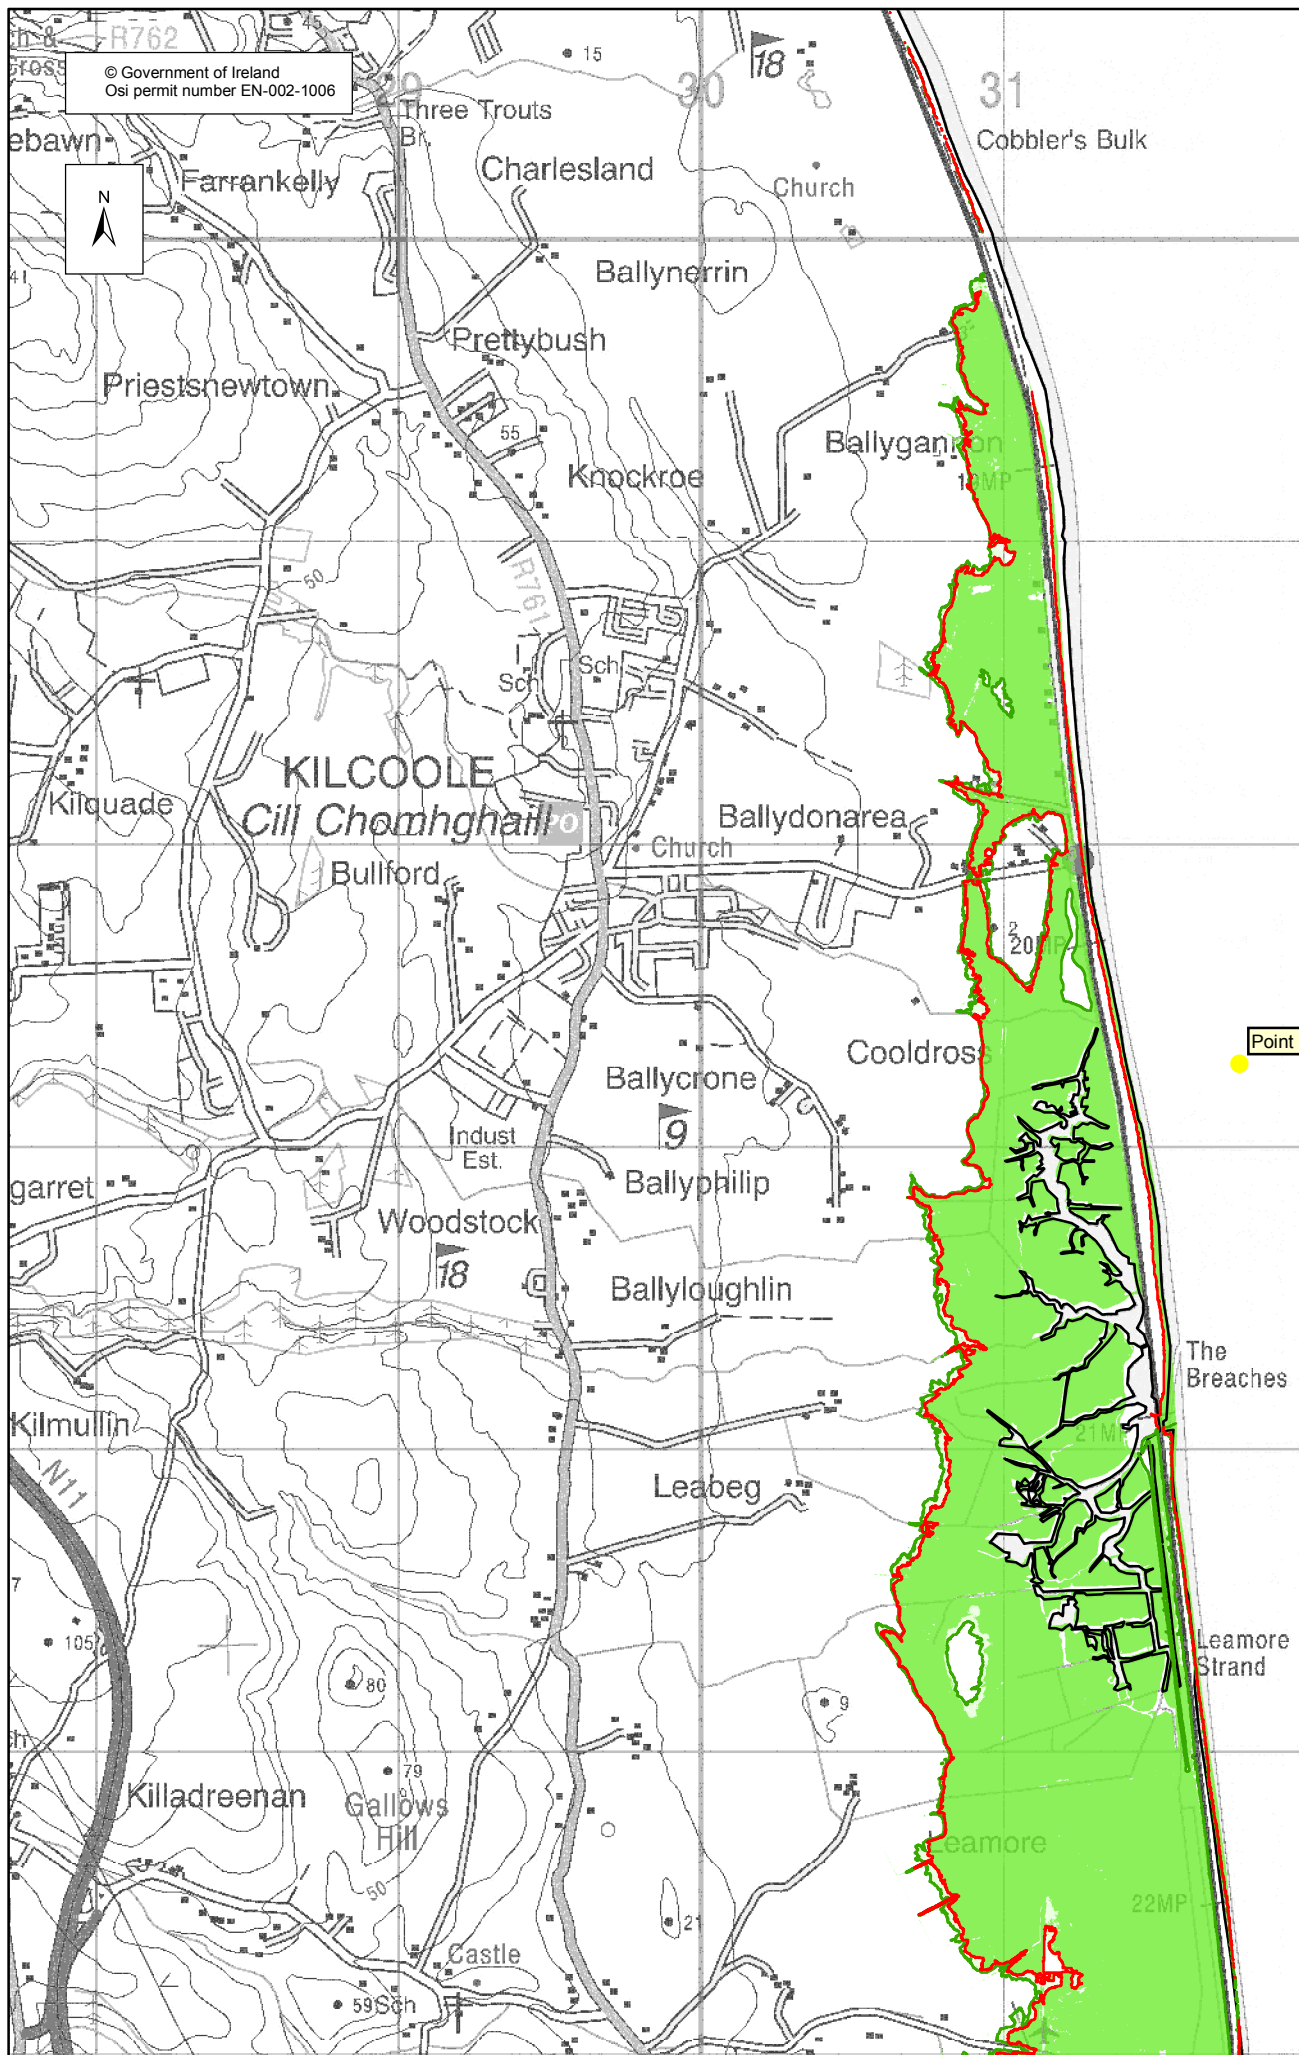 45
R762
h &
15
18
© Government of Ireland
Osi permit number EN-002-1006
29
30
31
Three Trouts
Br.
Cobbler's Bulk
ebawn
Farrankelly
Charlesland
Church
N
Ballynerrin
Prettybush
Priestsnewtown
55
Ballygannon
Knockroe
19MP
50
R761
Sch
Sch
KILCOOLE
Kilquade
Cill Chomhghaill
PO
Ballydonarea
Church
Bullford
2
20MP
Point
Cooldross
Ballycrone
9
Indust
Est.
garret
Ballyphilip
Woodstock
18
Ballyloughlin
The
Breaches
Kilmullin
21MP
N11
Leabeg
7
105
Leamore
Strand
80
9
79
Killadreenan
Gallows
Hill
Leamore
50
21
22MP
Castle
59
Sch